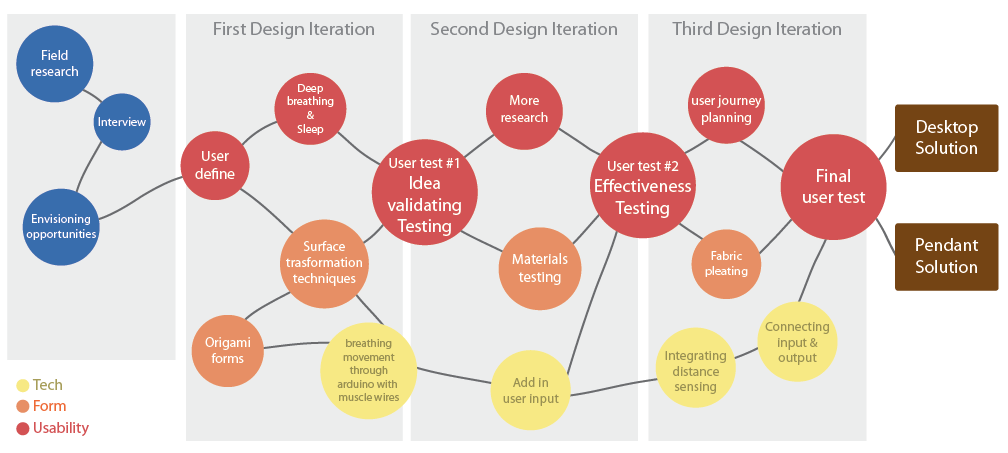 First Design Iteration
Second Design Iteration
Third Design Iteration
Field
research
Interview
Envisioning
opportunities
User
define
Deep
breathing
&
Sleep
Surface
trasformation
techniques
Origami
forms
breathing
movement
through
arduino with
muscle wires
User test #1
Idea
validating
Testing
More
research
Materials
testing
Add in
user input
User test #2
Effectiveness
Testing
user journey
planning
Fabric
pleating
Integrating
distance
sensing
Connecting
input &
output
Final
user test
Desktop
Solution
Pendant
Solution
Tech
Form
Usability